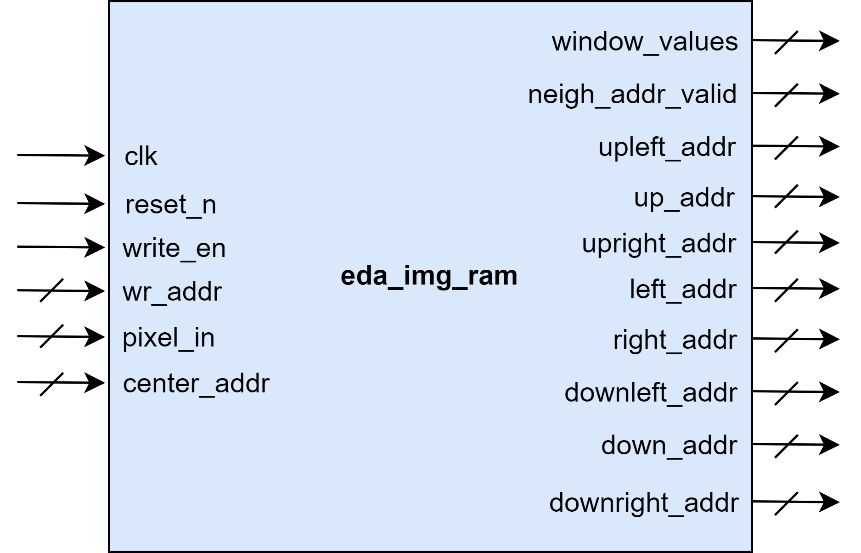 clk
reset_n
write_en
wr_addr
pixel_in
center_addr
eda_img_ram
window_values
neigh_addr_valid
upleft_addr
up_addr
upright_addr
left_addr
right_addr
downleft_addr
down_addr
downright_addr